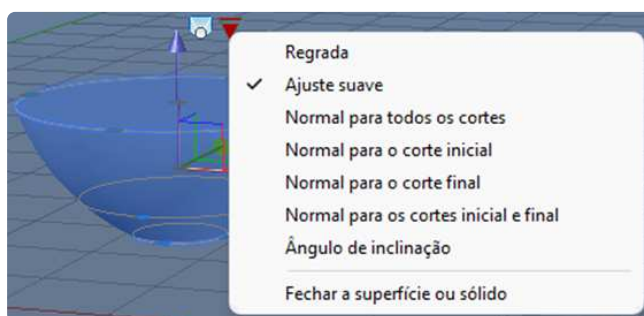 Regrada
Ajuste suave
Normal para todos os cortes
Normal para o corte inicial
Normal para o corte final
Normal para os cortes inicial e final
Ângulo de inclinação
Fechar a superfície ou sólido